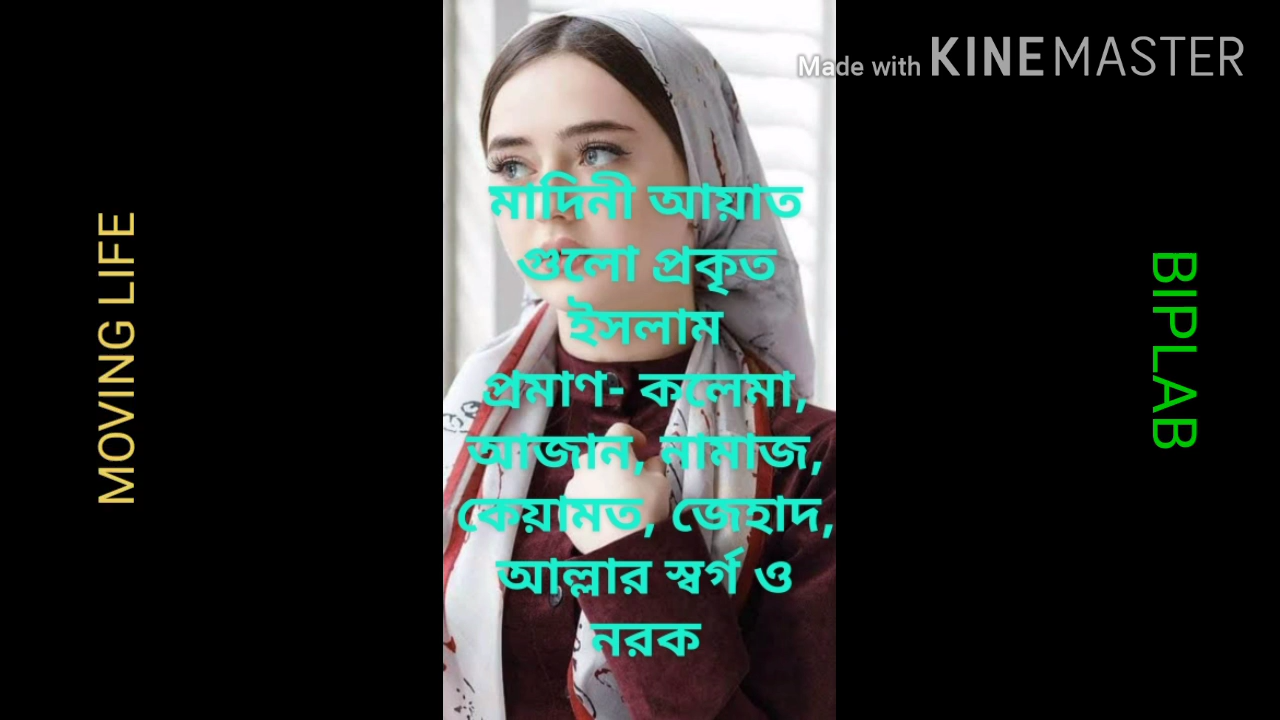 Made with KINEMASTER
MOVING LIFE
মাদিনী আয়াত
গুলো প্রকৃত
ইসলাম
প্রমাণ- কলেমা,
আজান, নামাজ,
কেয়ামত, জেহাদ,
আল্লার স্বর্গ ও
নরক
BIPLAB